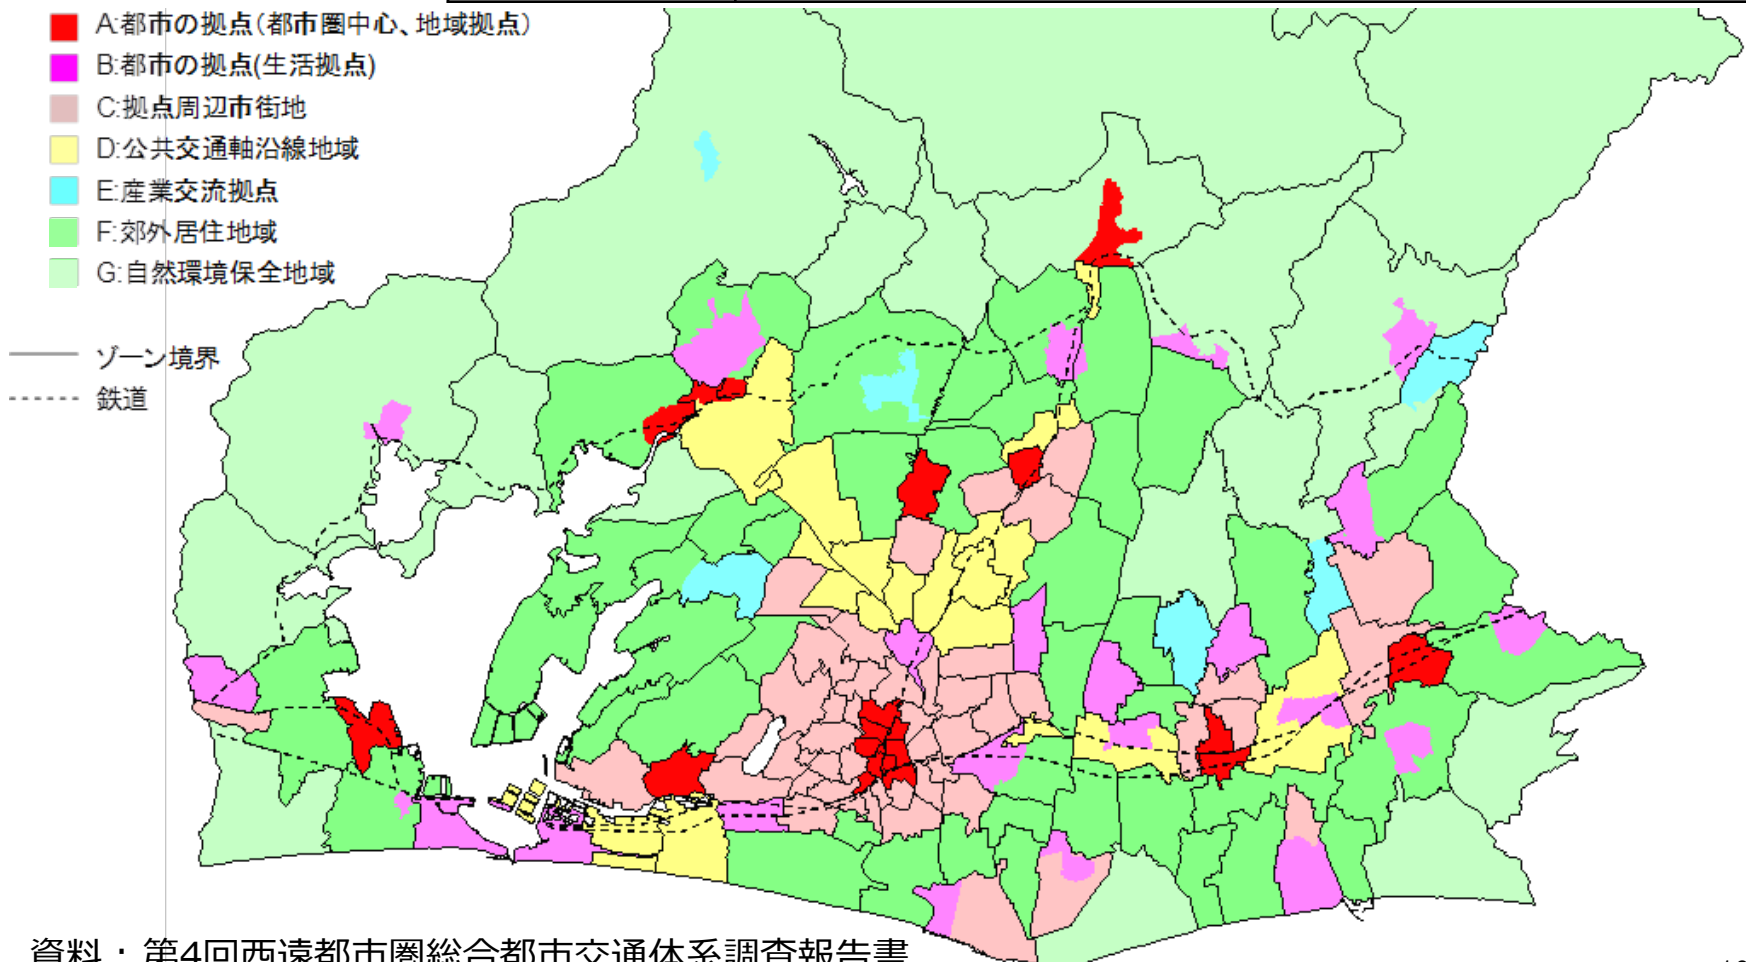 A:都市の拠点(都市圏中心、地域拠点)
B:都市の拠点(生活拠点)
C:拠点周辺市街地
D:公共交通軸沿線地域
E:産業交流拠点
F:郊外居住地域
G:自然環境保全地域
ゾーン境界
鉄道
資料:第4回西遠都市圏総合都市交通体系調査報告書